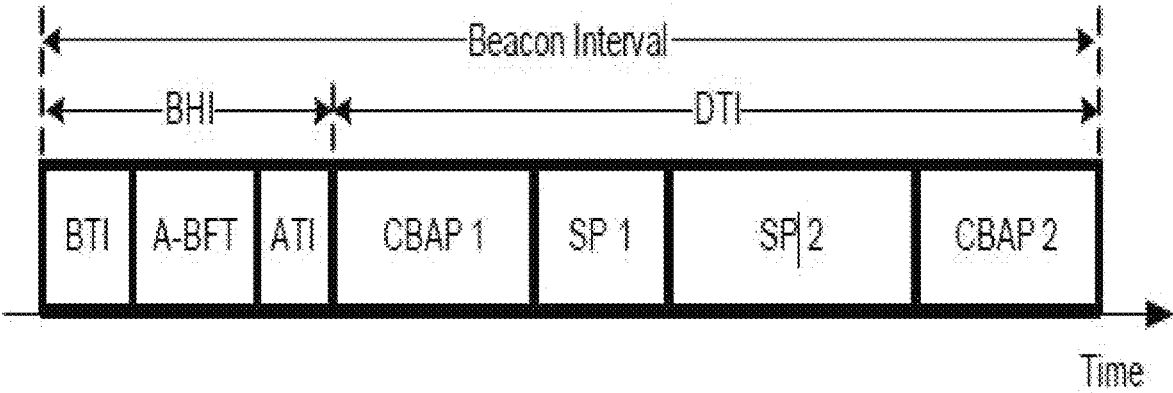 Beacon Interval
BHI DTI
BTI A-BFT ATI CBAP 1 SP 1 SP 2 CBAP 2
Time